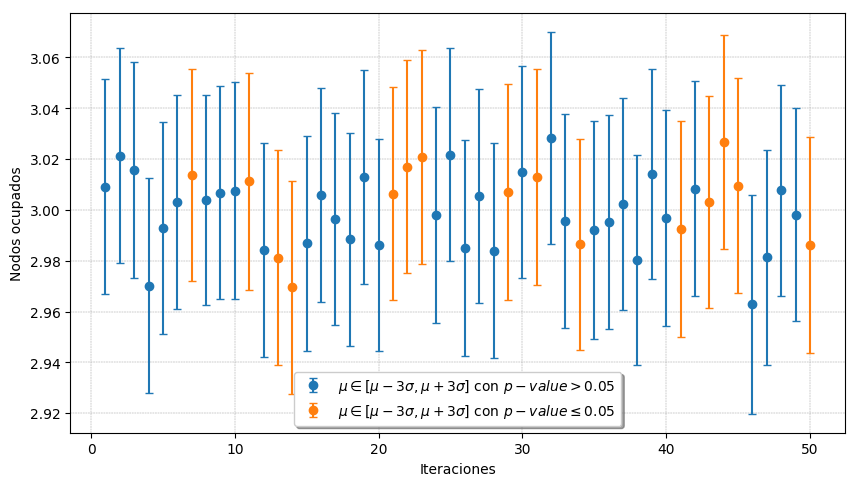 3.06
3.04
3.02
3.00
2.98
2.96
2.94
2.92
Nodos ocupados
μ ∈ [μ − 3σ, μ + 3σ] con p − value > 0.05
μ ∈ [μ − 3σ, μ + 3σ] con p − value ≤ 0.05
0 10 20 30 40 50
Iteraciones